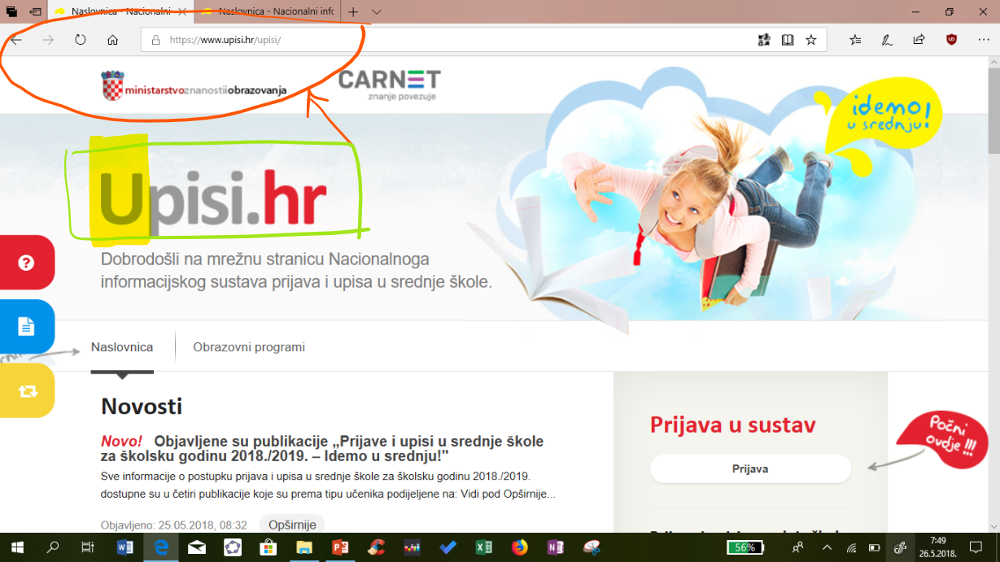 Naslovnica - Nacionalni
Naslovnica - Nacionalni info
https://www.upisi.hr/upisi/
ministarstvoznanostiiobrazovanja
CARNET
znanje povezuje
idemo!
u srednju!
Upisi.hr
Dobrodošli na mrežnu stranicu Nacionalnoga
informacijskog sustava prijava i upisa u srednje škole.
Naslovnica
Obrazovni programi
Novosti
Novo! Objavljene su publikacije „Prijave i upisi u srednje škole
za školsku godinu 2018./2019. – Idemo u srednju!"
Sve informacije o postupku prijava i upisa u srednje škole za školsku godinu 2018./2019.
dostupne su u četiri publikacije koje su prema tipu učenika podijeljene na: Vidi pod Opširnije...
Objavljeno: 25.05.2018, 08:32
Opširnije
Prijava u sustav
Prijava
Počni
ovdje!!!
56%
7:49
26.5.2018.